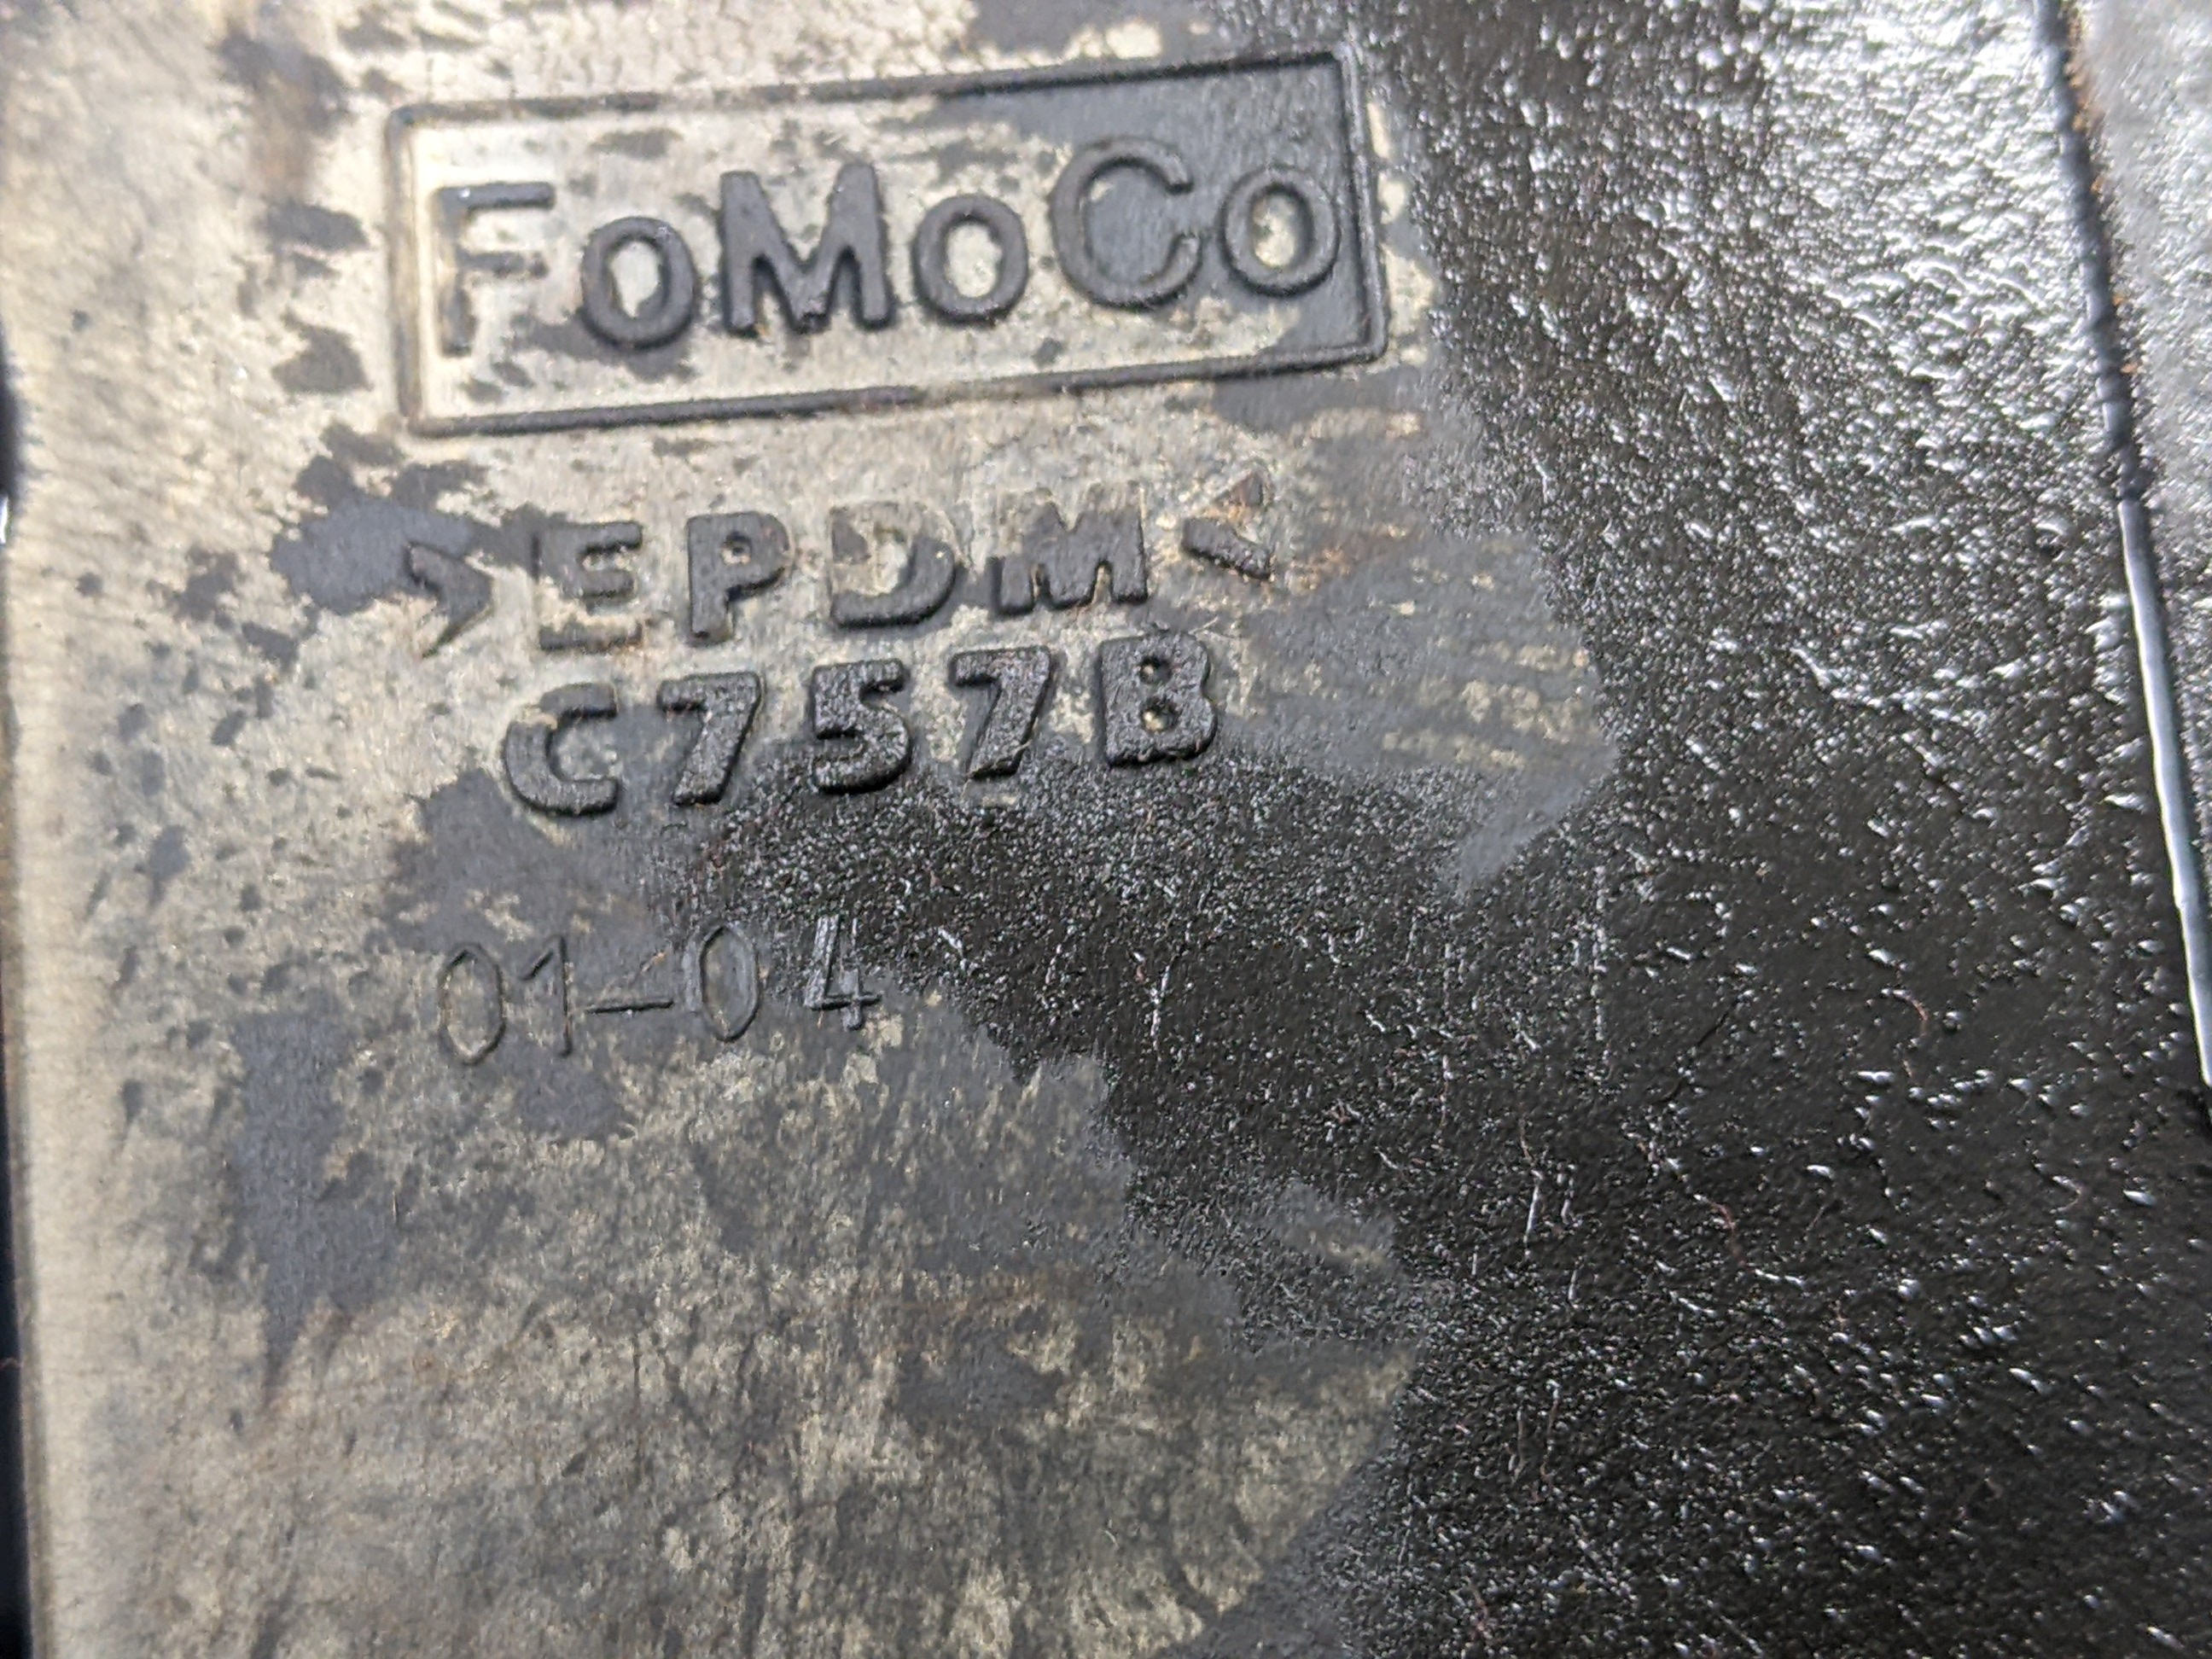 FoMoCo
>EPDM<
C757B
01-04